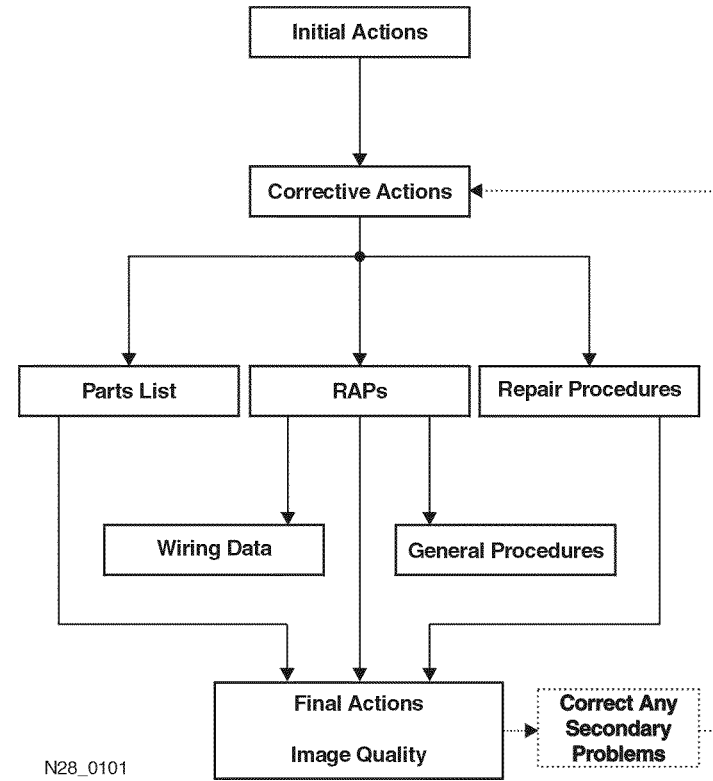 Initial Actions
Corrective Actions
Parts List
RAPs
Repair Procedures
Wiring Data
General Procedures
Final Actions
Image Quality
Correct Any
Secondary
Problems
N28_0101